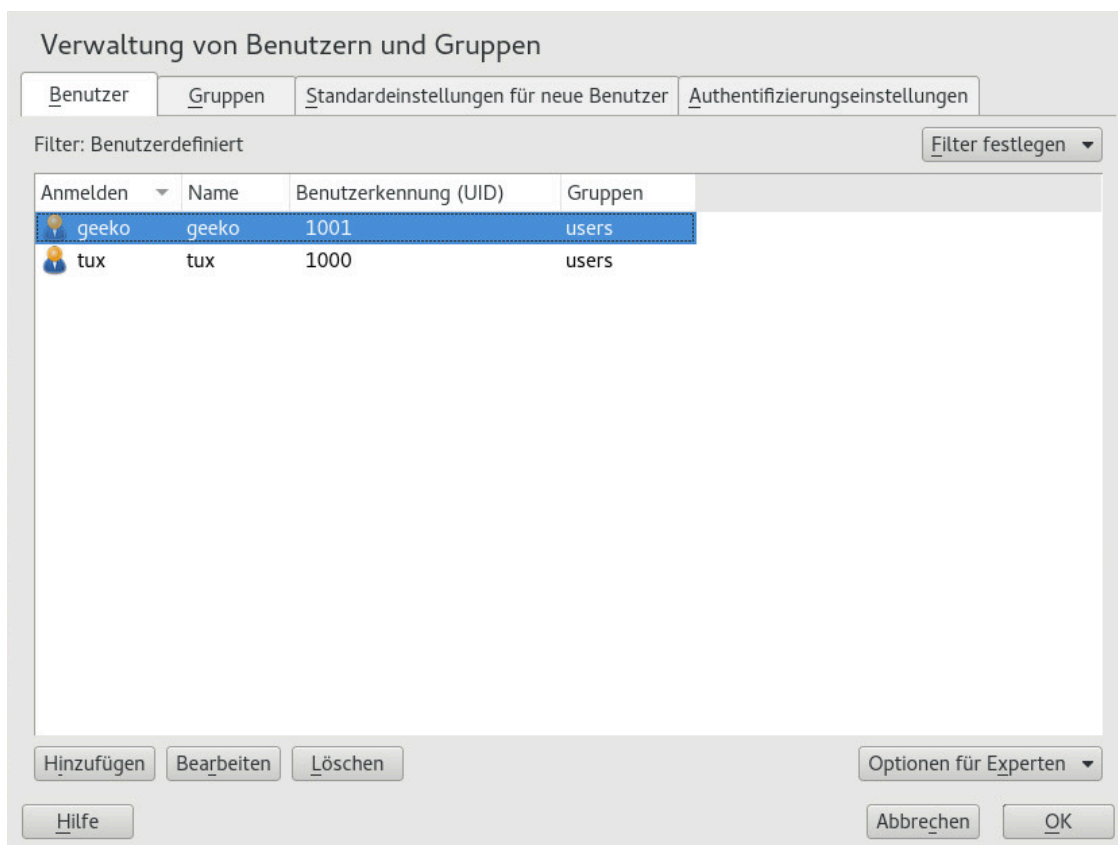 Verwaltung von Benutzern und Gruppen
Benutzer Gruppen Standardeinstellungen für neue Benutzer Authentifizierungseinstellungen
Filter: Benutzerdefiniert Filter festlegen
Anmelden Name Benutzerkennung (UID) Gruppen
geeko geeko 1001 users
tux tux 1000 users
Hinzufügen Bearbeiten Löschen Optionen für Experten
Hilfe Abbrechen OK